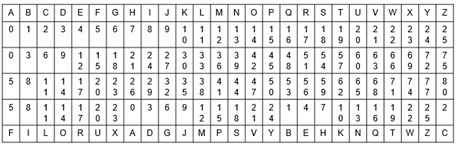 A B C D E F G H I J K L M N O P Q R S T U V W X Y Z
0 1 2 3 4 5 6 7 8 9 10 11 12 13 14 15 16 17 18 19 20 21 22 23 24 25
0 3 6 9 12 15 18 21 24 27 30 33 36 39 42 45 48 51 54 57 60 63 66 69 72 75
5 8 11 14 17 20 23 26 29 32 35 38 41 44 47 50 53 56 59 62 65 68 71 74 77 80
5 8 11 14 17 20 23 0 3 6 9 12 15 18 21 24 1 4 7 10 13 16 19 22 25 2
F I L O R U X A D G J M P S V Y B E H K N Q T W Z C